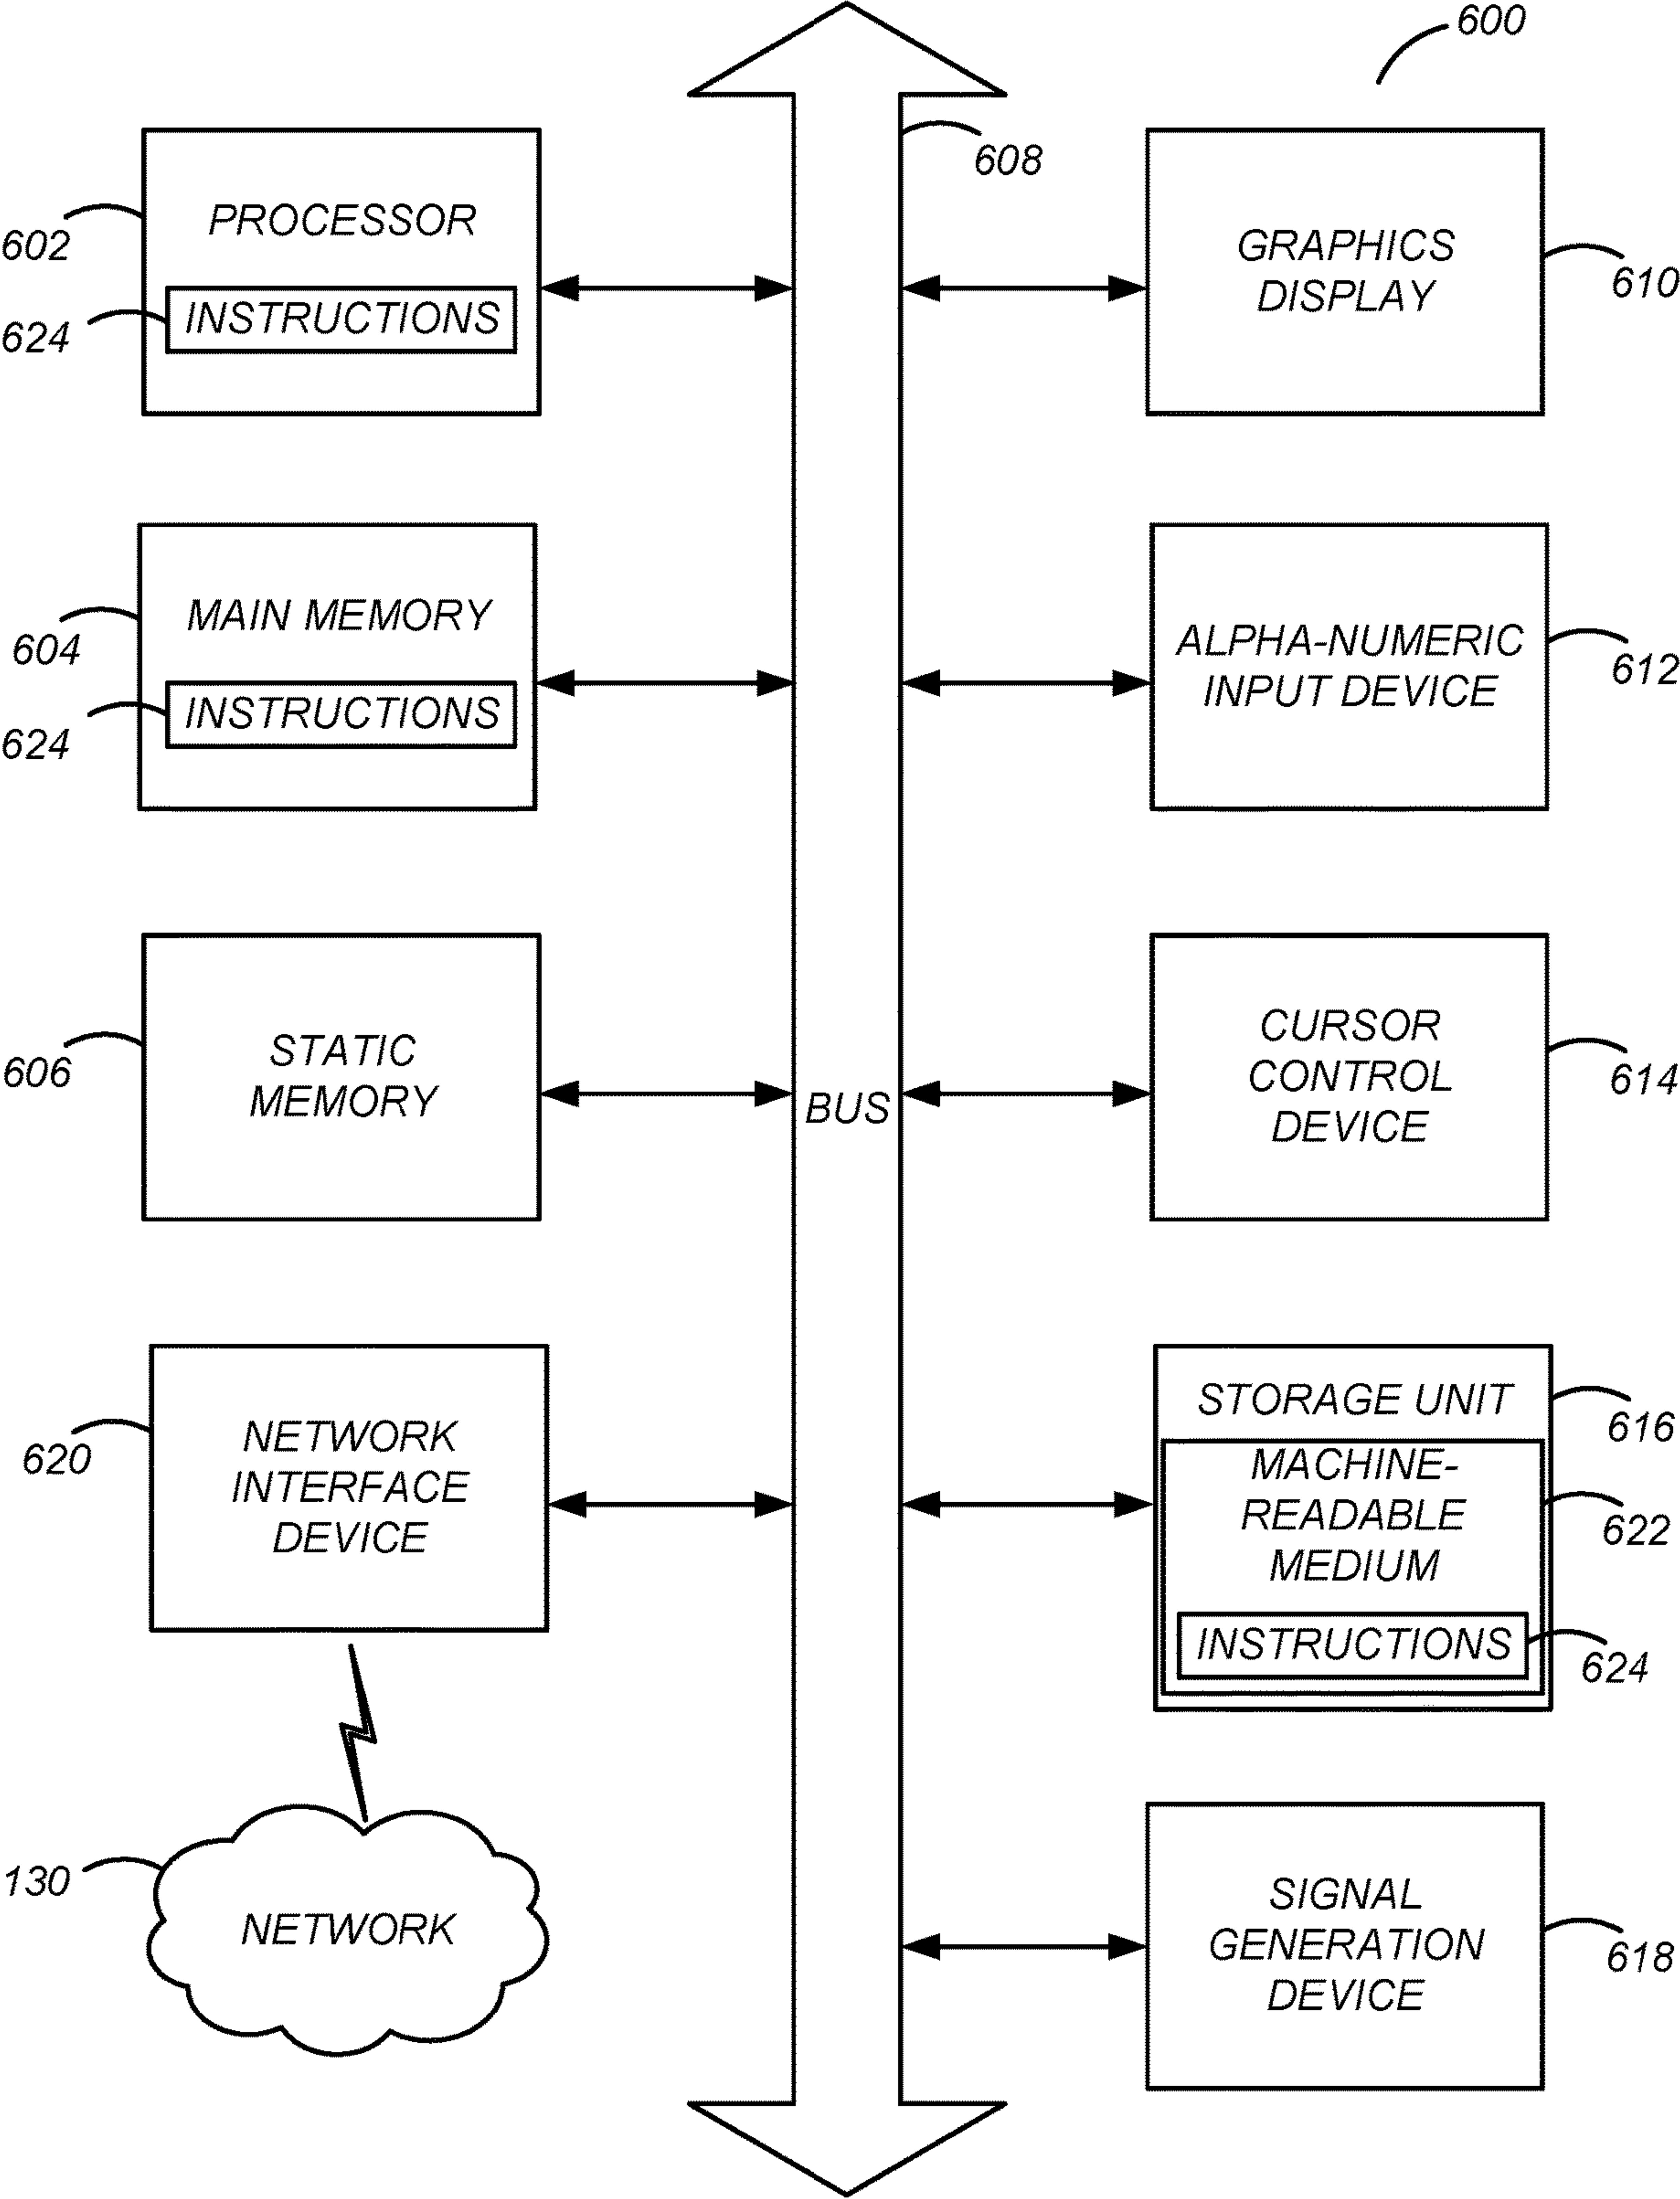 600
608
PROCESSOR
602
INSTRUCTIONS
624
GRAPHICS
DISPLAY
610
MAIN MEMORY
604
INSTRUCTIONS
624
ALPHA-NUMERIC
INPUT DEVICE
612
STATIC
MEMORY
606
BUS
CURSOR
CONTROL
DEVICE
614
NETWORK
INTERFACE
DEVICE
620
STORAGE UNIT
616
MACHINE-
READABLE
MEDIUM
622
INSTRUCTIONS
624
130
NETWORK
SIGNAL
GENERATION
DEVICE
618